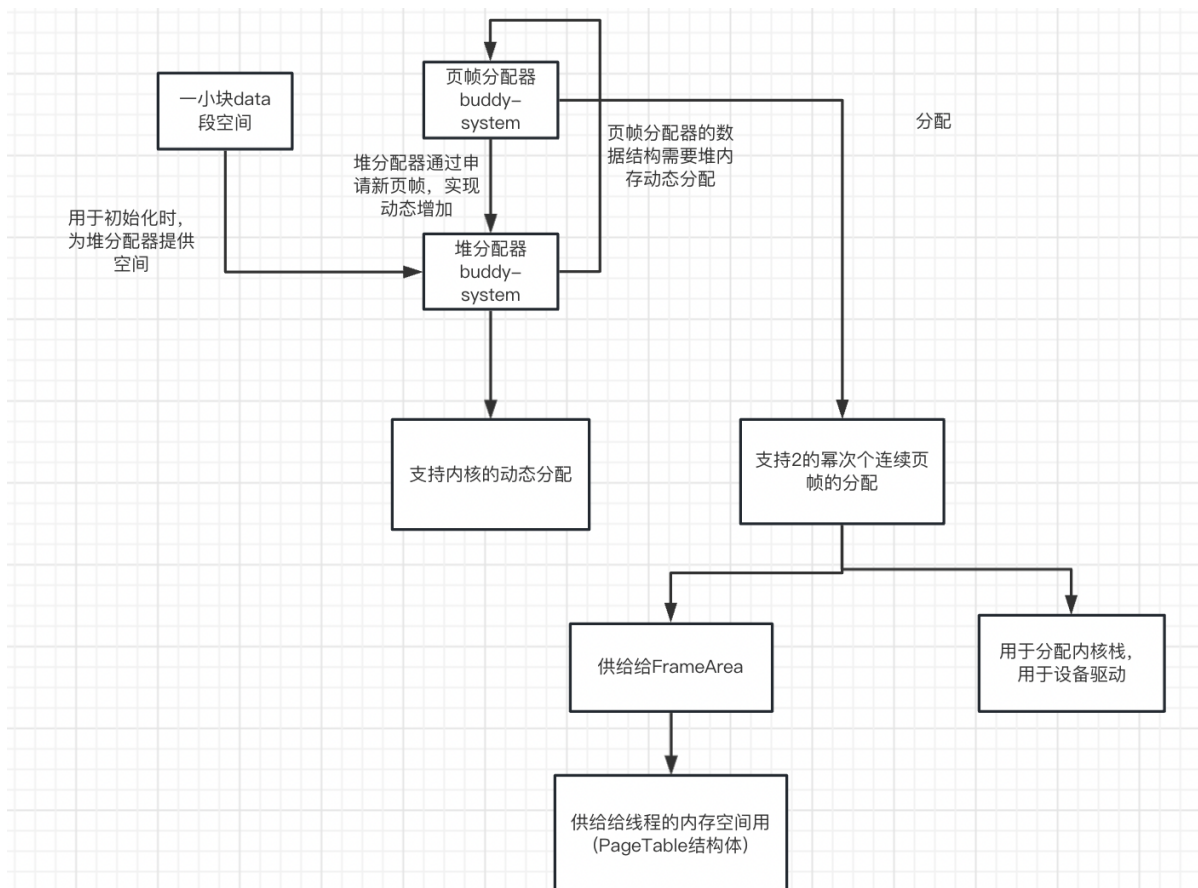 一小块data
段空间
页帧分配器
buddy-
system
分配
页帧分配器的数
据结构需要堆内
存动态分配
堆分配器通过申
请新页帧，实现
动态增加
用于初始化时，
为堆分配器提供
空间
堆分配器
buddy-
system
支持内核的动态分配
支持2的幂次个连续页
帧的分配
供给给FrameArea
用于分配内核栈，
用于设备驱动
供给给线程的内存空间用
（PageTable结构体）